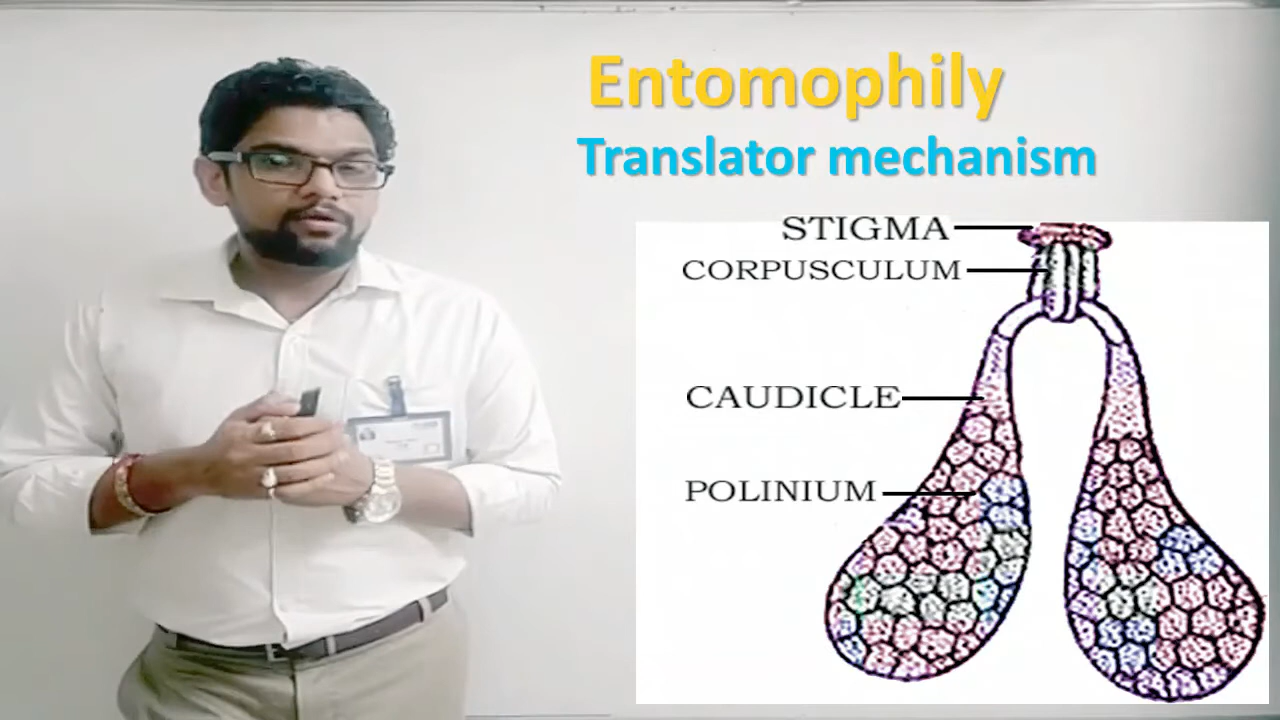 Entomophily
Translator mechanism
STIGMA
CORPUSCULUM
CAUDICLE
POLINIUM